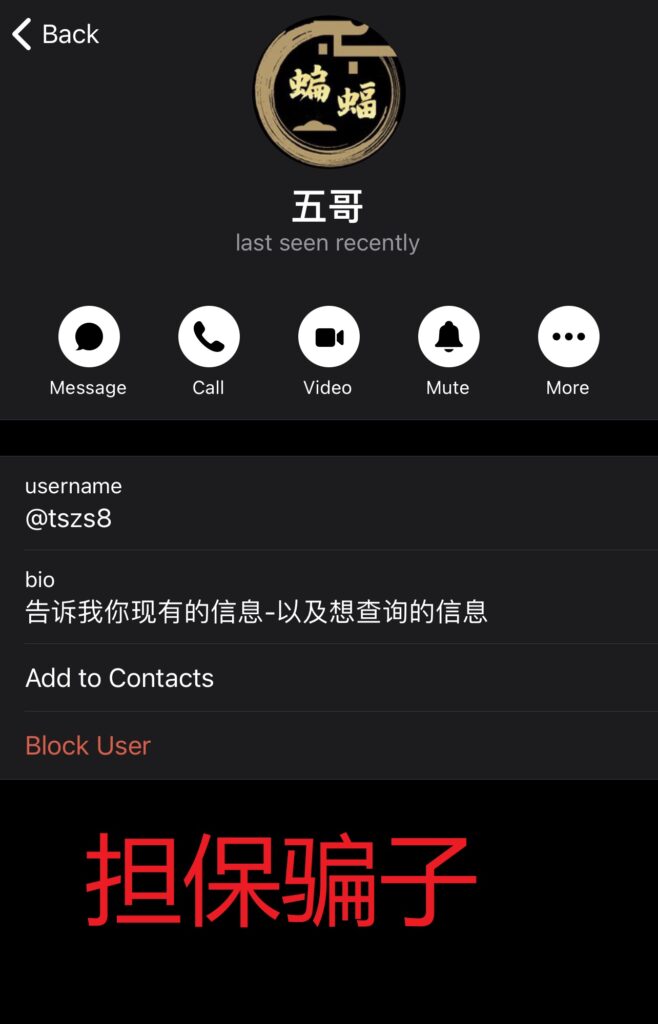 Back
蝙蝠
五哥
last seen recently
Message
Call
Video
Mute
More
username
@tszs8
bio
告诉我你现有的信息-以及想查询的信息
Add to Contacts
Block User
担保骗子